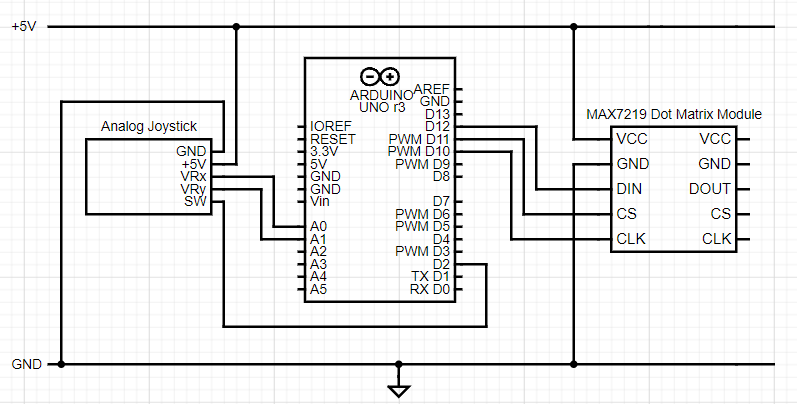 +5V
Analog Joystick
GND
+5V
VRx
VRy
SW
ARDUINO
UNO r3
IOREF
RESET
3.3V
5V
GND
GND
Vin
A0
A1
A2
A3
A4
A5
AREF
GND
D13
D12
PWM D11
PWM D10
PWM D9
D8
D7
PWM D6
PWM D5
D4
PWM D3
D2
TX D1
RX D0
MAX7219 Dot Matrix Module
VCC VCC
GND GND
DIN DOUT
CS CS
CLK CLK
GND